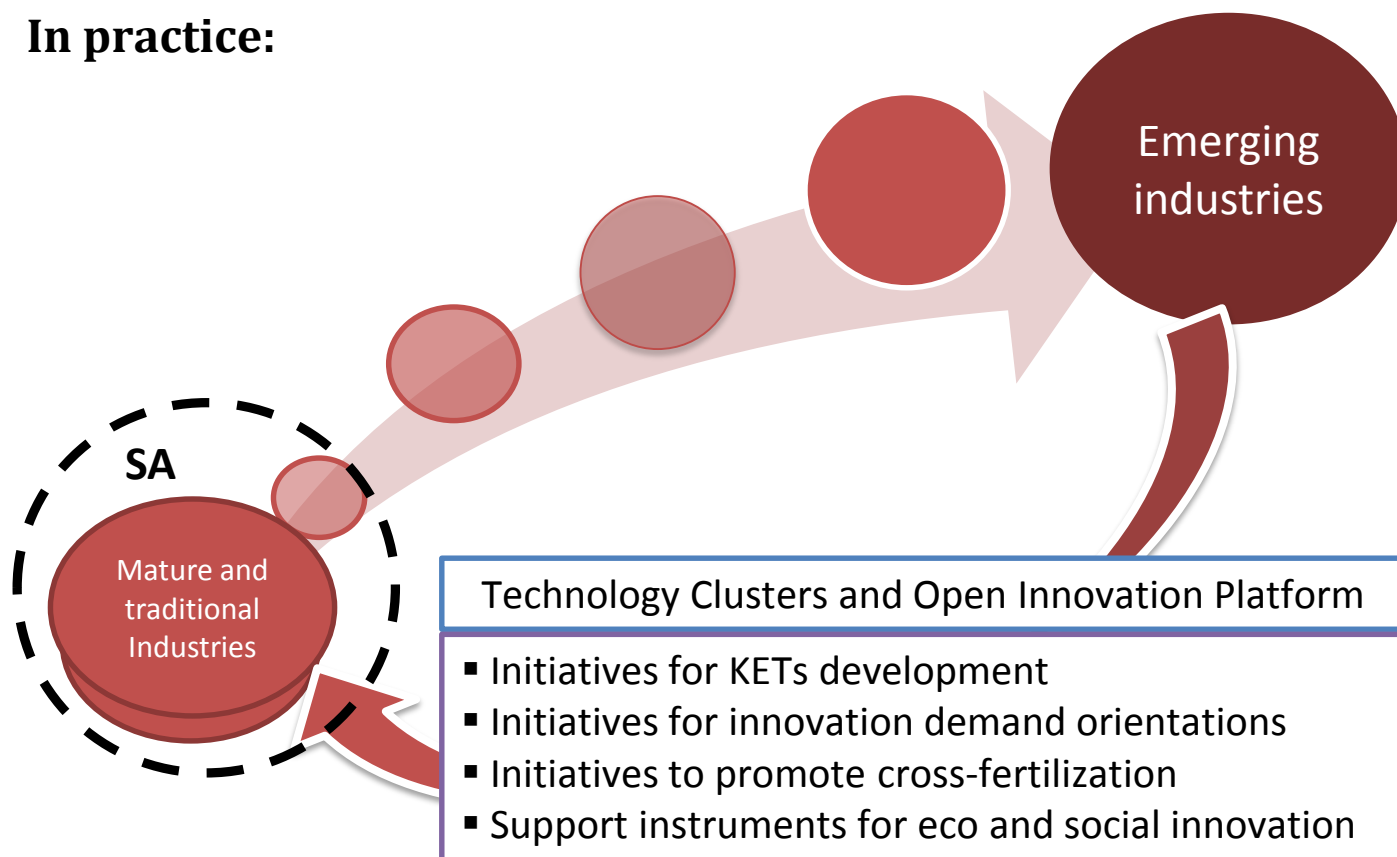 In practice:
Emerging
industries
SA
Mature and
traditional
Industries
Technology Clusters and Open Innovation Platform
▪ Initiatives for KETs development
▪ Initiatives for innovation demand orientations
▪ Initiatives to promote cross-fertilization
▪ Support instruments for eco and social innovation